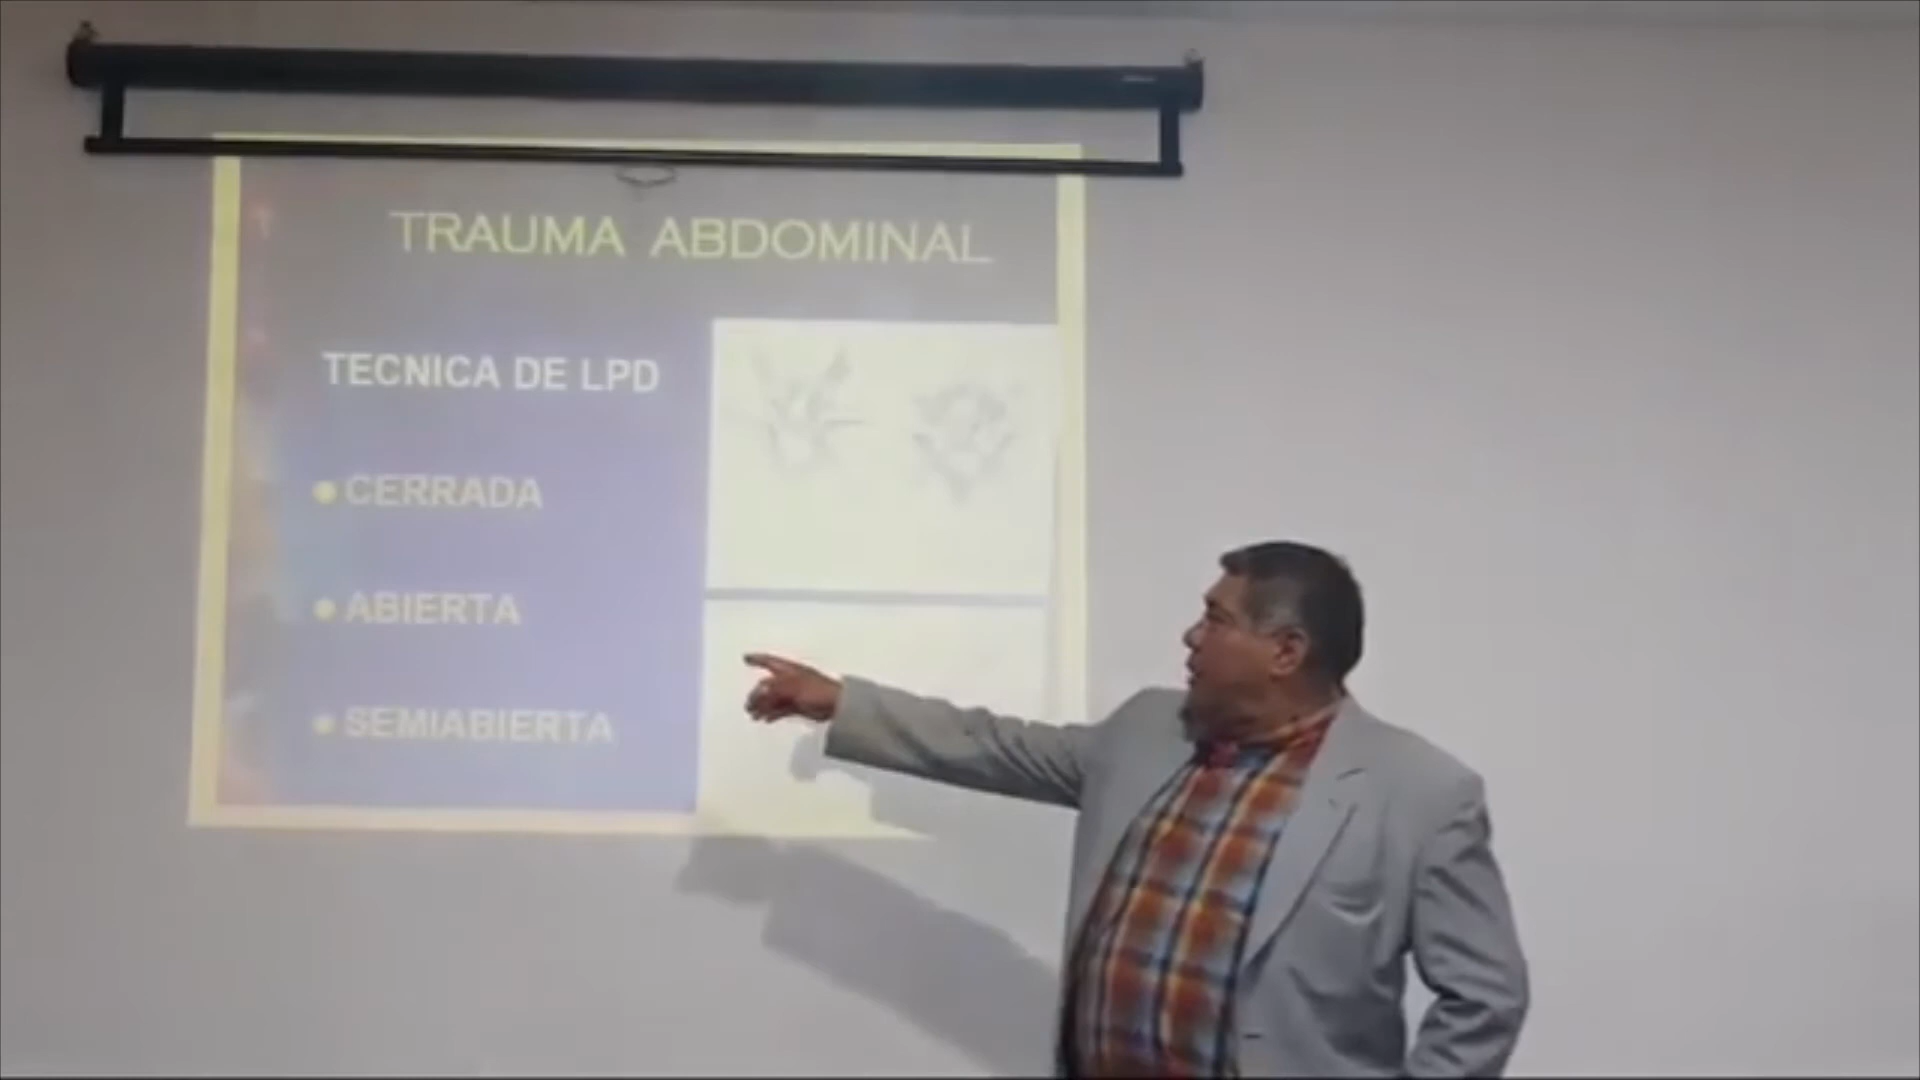 TRAUMA ABDOMINAL
TECNICA DE LPD
CERRADA
ABIERTA
SEMIABIERTA